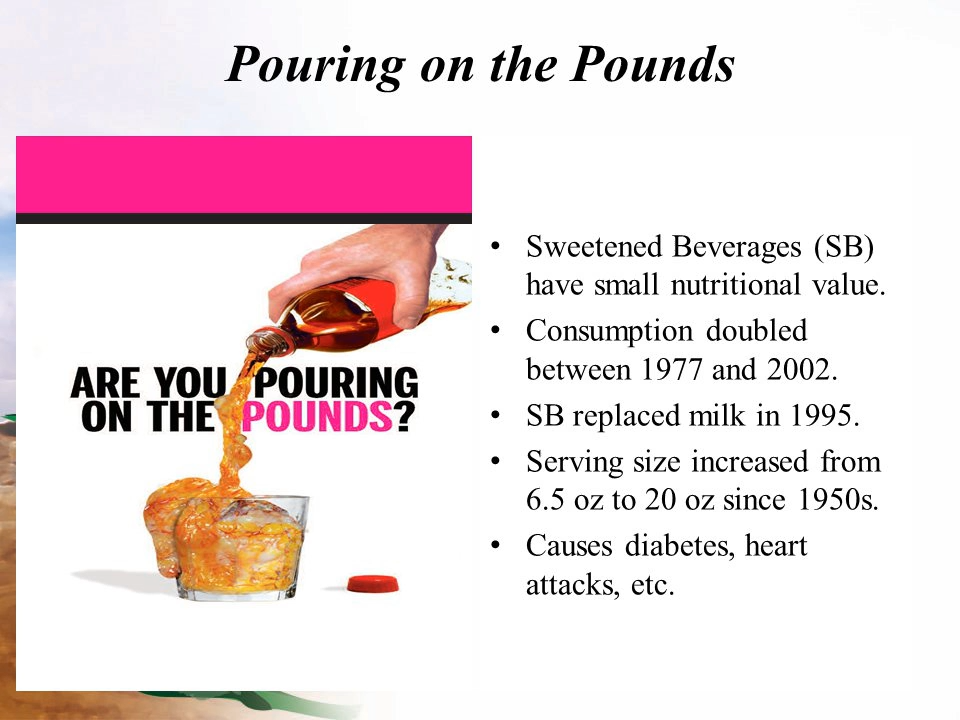 Pouring on the Pounds
ARE YOU POURING
ON THE POUNDS?
• Sweetened Beverages (SB)
have small nutritional value.
• Consumption doubled
between 1977 and 2002.
• SB replaced milk in 1995.
• Serving size increased from
6.5 oz to 20 oz since 1950s.
• Causes diabetes, heart
attacks, etc.